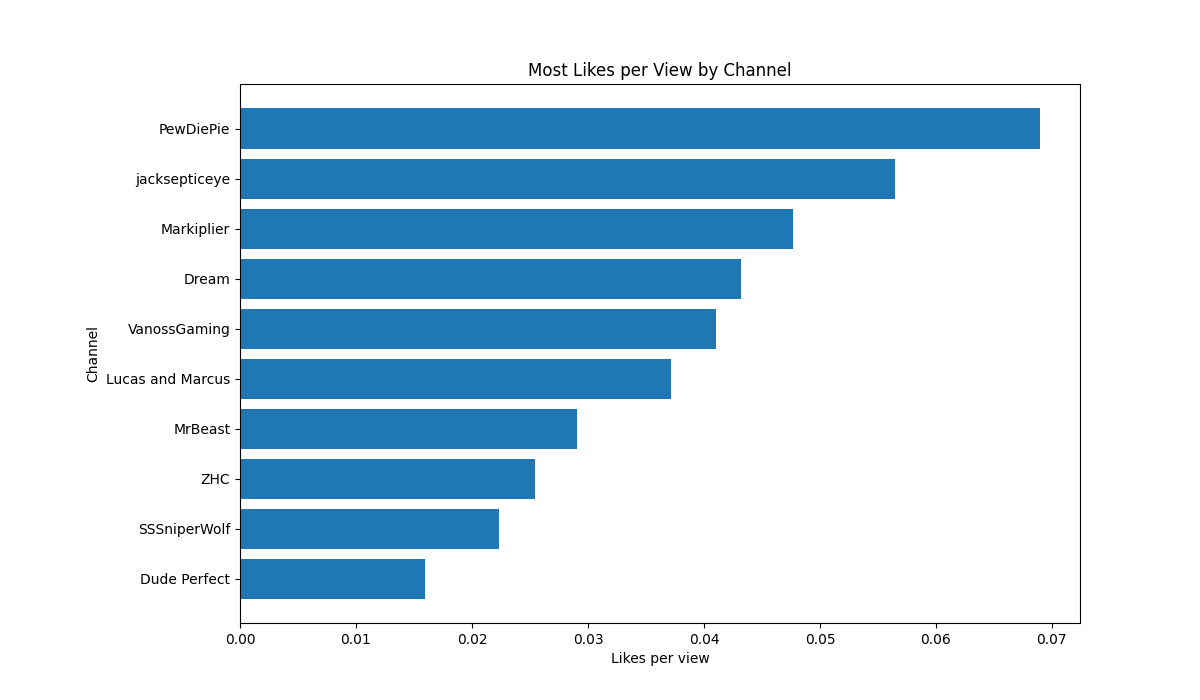 Most Likes per View by Channel
Channel
PewDiePie
jacksepticeye
Markiplier
Dream
VanossGaming
Lucas and Marcus
MrBeast
ZHC
SSSniperWolf
Dude Perfect
0.00 0.01 0.02 0.03 0.04 0.05 0.06 0.07
Likes per view